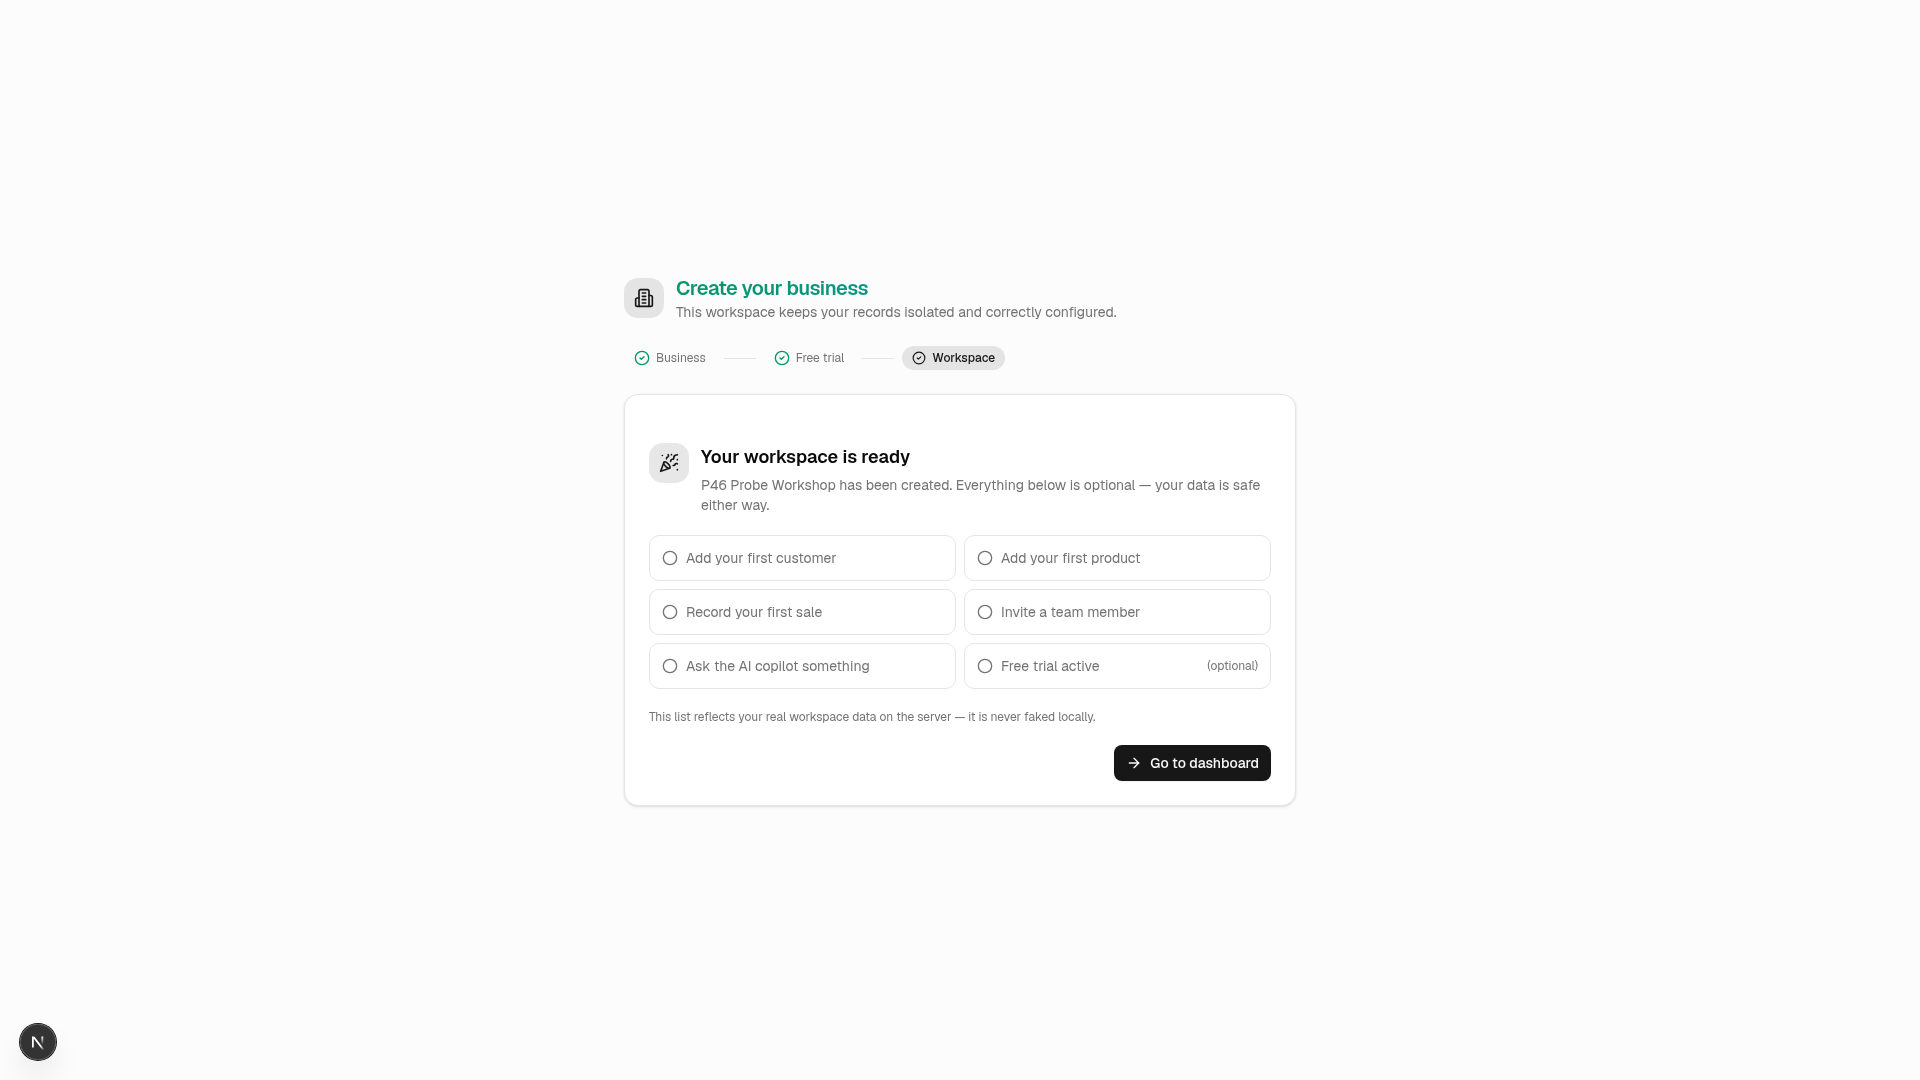 Create your business
This workspace keeps your records isolated and correctly configured.
Business
Free trial
Workspace
Your workspace is ready
P46 Probe Workshop has been created. Everything below is optional — your data is safe
either way.
Add your first customer
Add your first product
Record your first sale
Invite a team member
Ask the AI copilot something
Free trial active (optional)
This list reflects your real workspace data on the server — it is never faked locally.
Go to dashboard
N